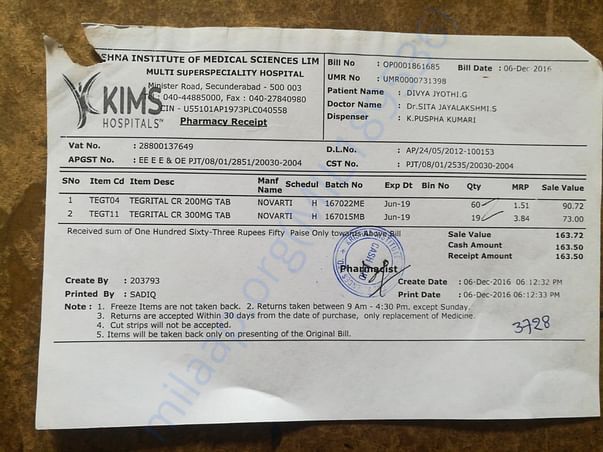 SHNA INSTITUTE OF MEDICAL SCIENCES LIM
MULTI SUPERSPECIALITY HOSPITAL
Minister Road, Secunderabad - 500 003
: 040-44885000, Fax : 040-27840980
CIN - U55101AP1973PLC040558
KIMS
HOSPITALS™
Pharmacy Receipt
Bill No : OP0001861685 Bill Date : 06-Dec-2016
UMR No : UMR0000731398
Patient Name : DIVYA JYOTHI.G
Doctor Name : Dr.SITA JAYALAKSHMI.S
Dispenser : K.PUSPHA KUMARI
Vat No. : 28800137649 D.L.No. : AP/24/05/2012-100153
APGST No. : EE E E & OE PJT/08/01/2851/20030-2004 CST No. : PJT/08/01/2535/20030-2004
SNo Item Cd Item Desc Manf Name Schedul Batch No Exp Dt Bin No Qty MRP Sale Value
1 TEGT04 TEGRITAL CR 200MG TAB NOVARTI H 167022ME Jun-19 60 1.51 90.72
2 TEGT11 TEGRITAL CR 300MG TAB NOVARTI H 167015MB Jun-19 19 3.84 73.00
Received sum of One Hundred Sixty-Three Rupees Fifty Paise Only towards Above Bill
Sale Value 163.72
Cash Amount 163.50
Receipt Amount 163.50
CASH
Pharmacist
Create By : 203793 Create Date : 06-Dec-2016 06:12:32 PM
Printed By : SADIQ Print Date : 06-Dec-2016 06:12:33 PM
Note : 1. Freeze Items are not taken back. 2. Returns taken between 9 Am - 4:30 Pm. except Sunday.
3. Returns are Accepted Within 30 days from the date of purchase, only replacement of Medicine.
4. Cut strips will not be accepted.
5. Items will be taken back only on presenting of the Original Bill.
3728